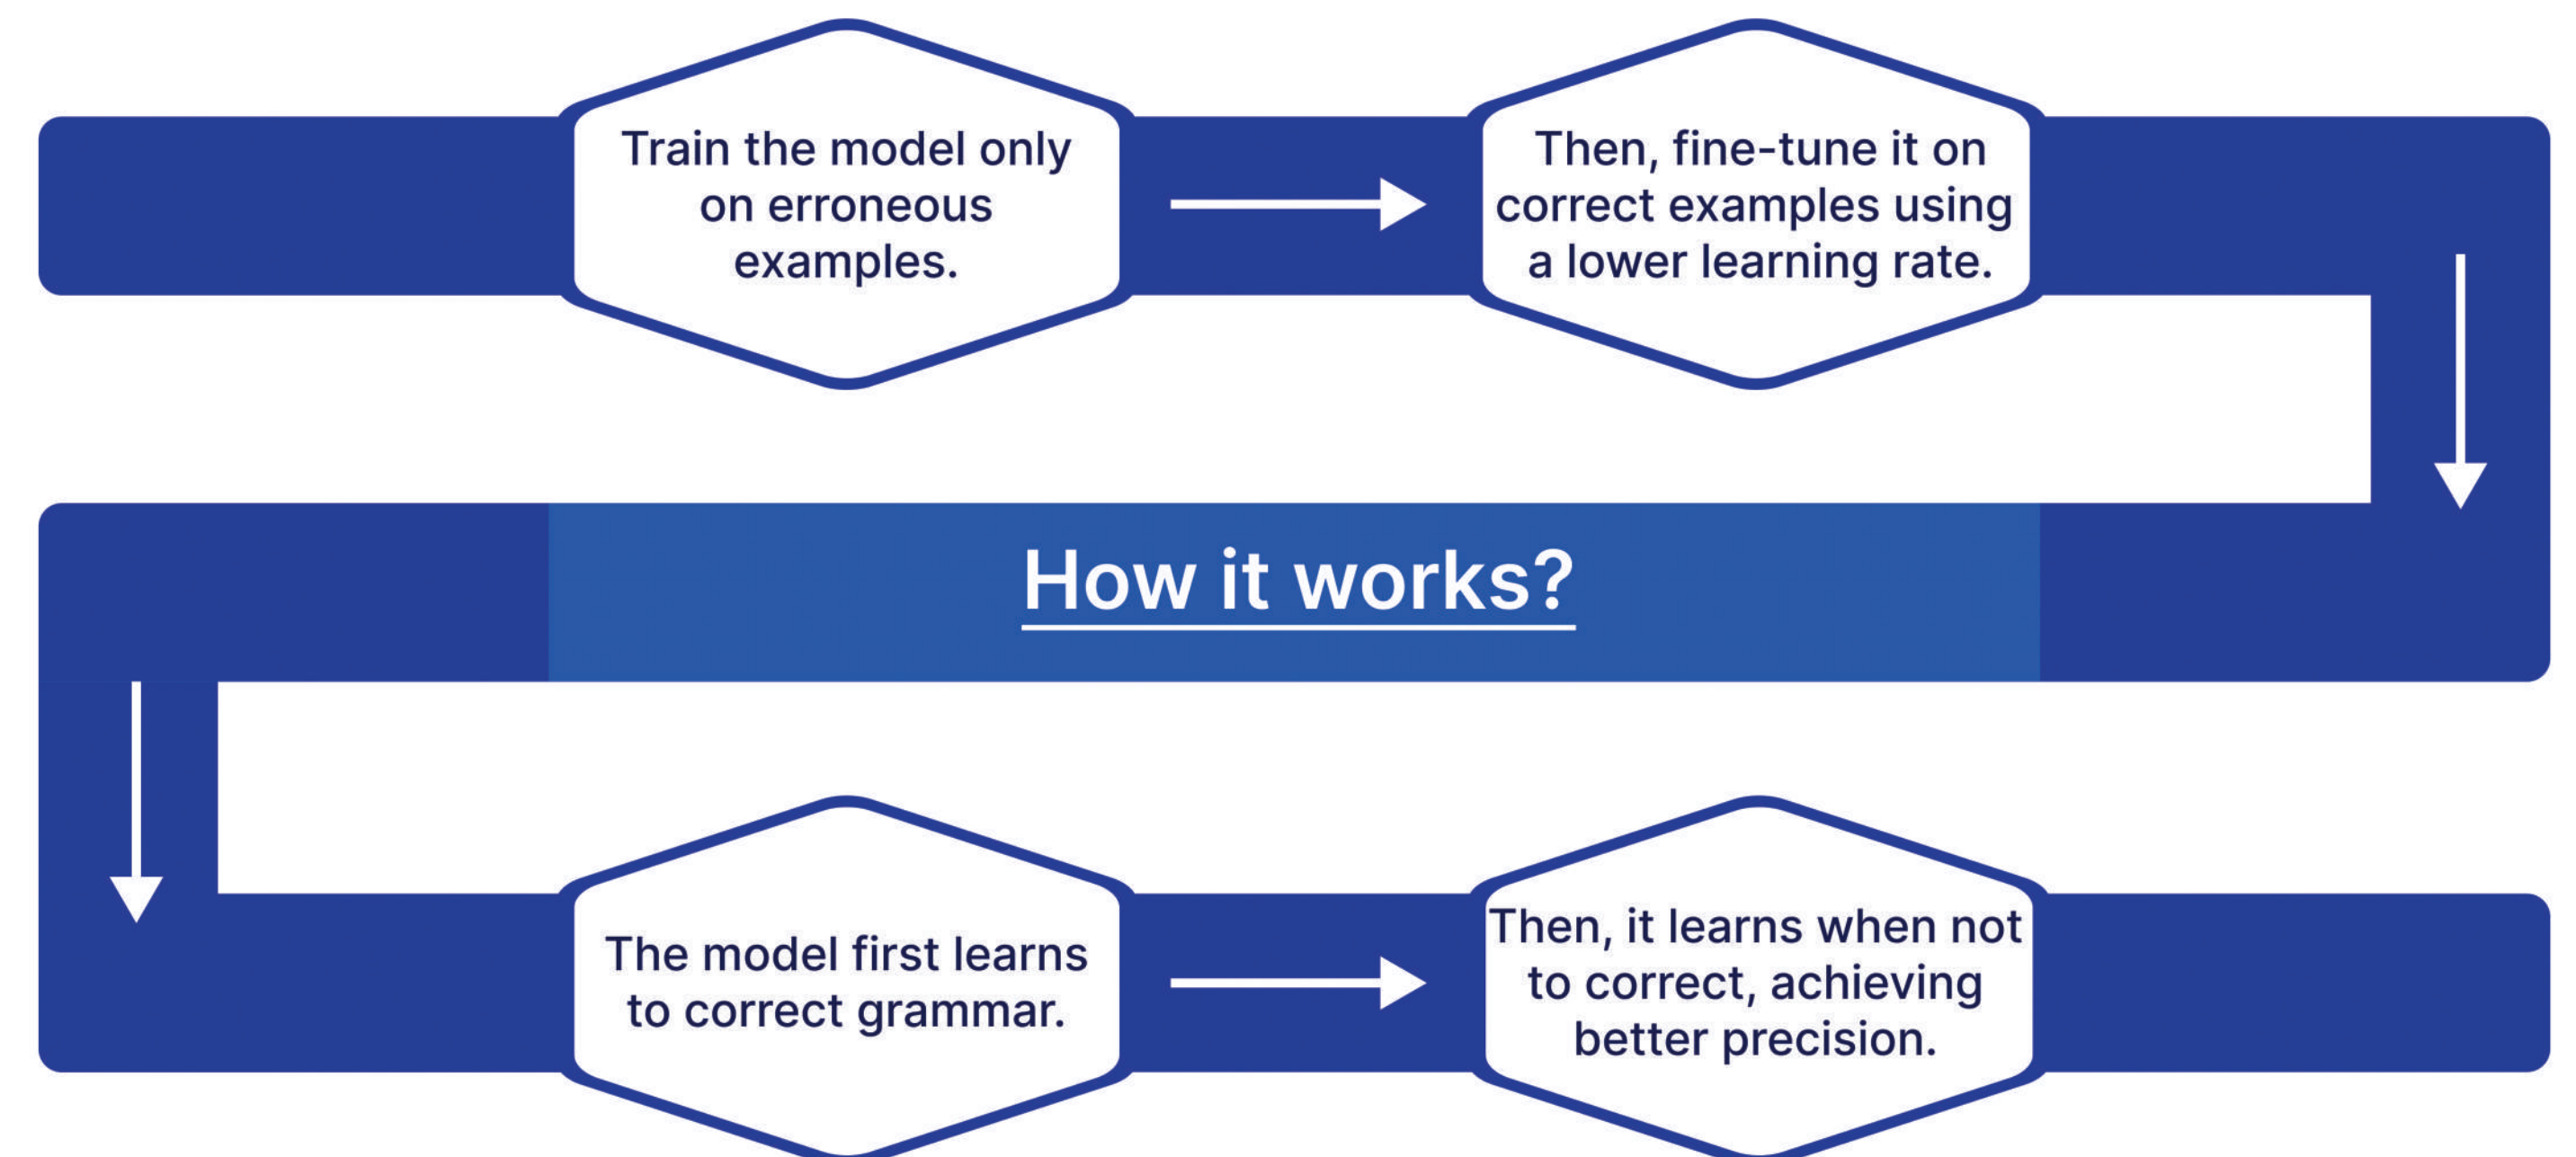 Train the model only
on erroneous
examples.
Then, fine-tune it on
correct examples using
a lower learning rate.
How it works?
The model first learns
to correct grammar.
Then, it learns when not
to correct, achieving
better precision.